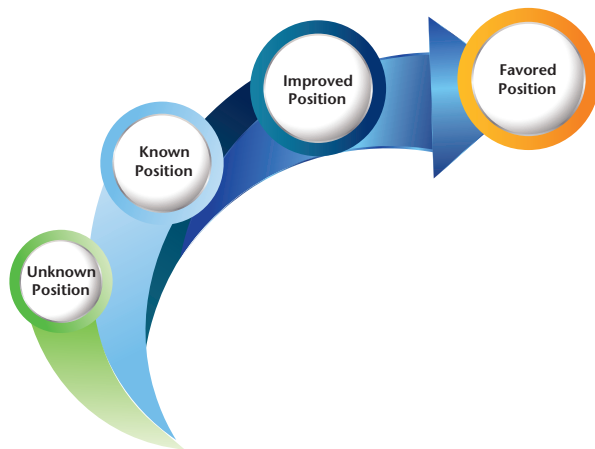 Unknown
Position
Known
Position
Improved
Position
Favored
Position